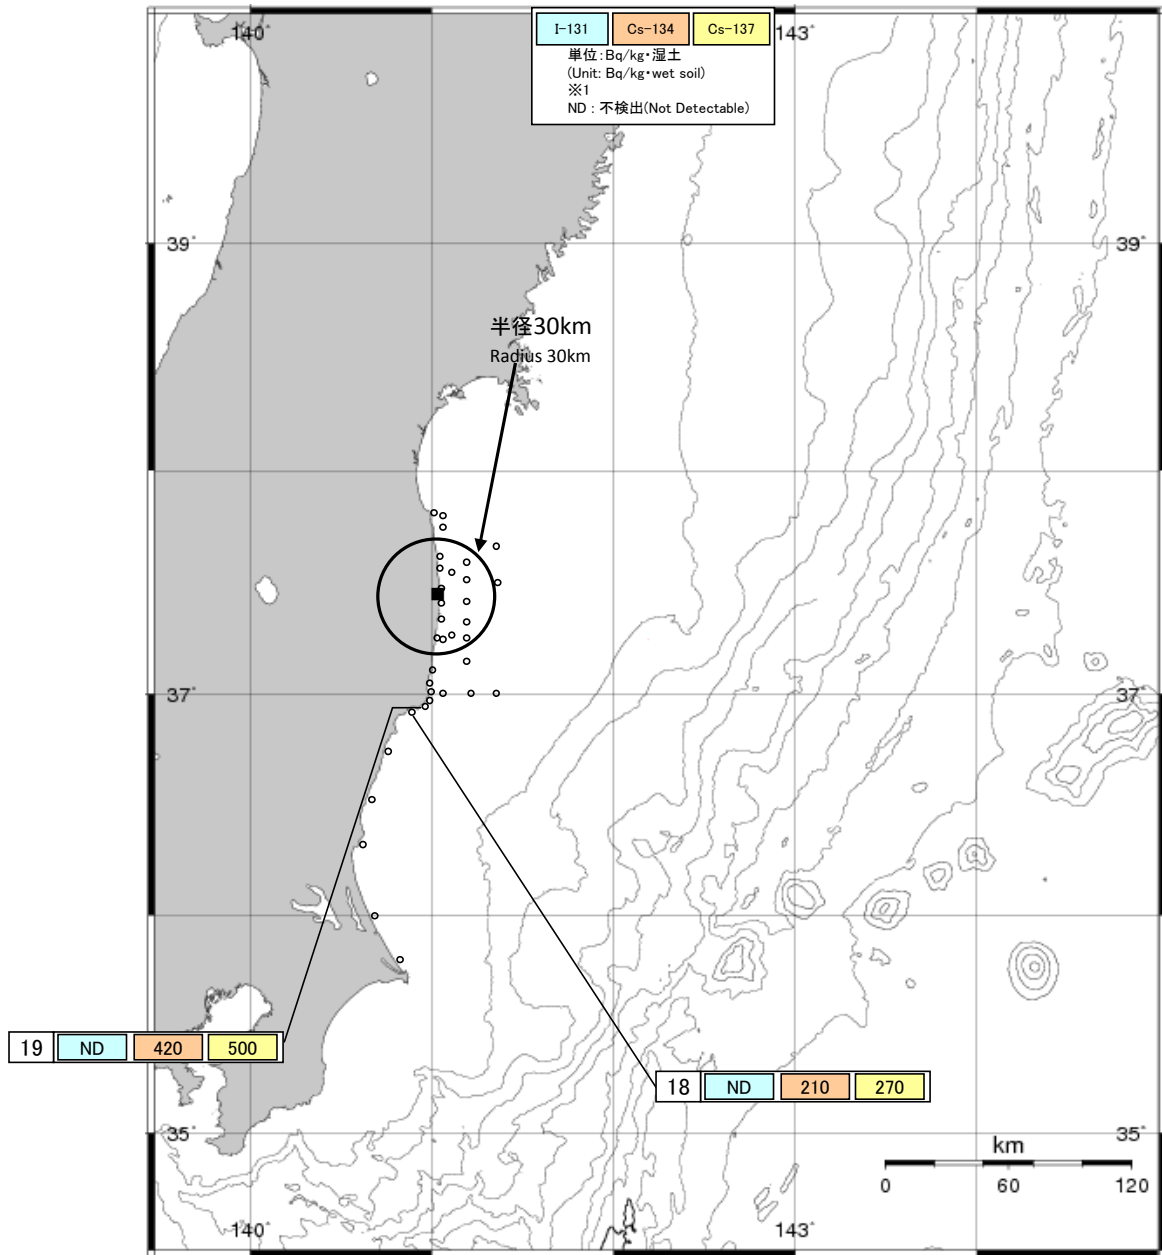 140°
143°
I-131 Cs-134 Cs-137
単位:Bq/kg・湿土
(Unit: Bq/kg・wet soil)
※1
ND : 不検出(Not Detectable)
39°
39°
半径30km
Radius 30km
37°
37°
19 ND 420 500
18 ND 210 270
35°
35°
km
0 60 120
140°
143°